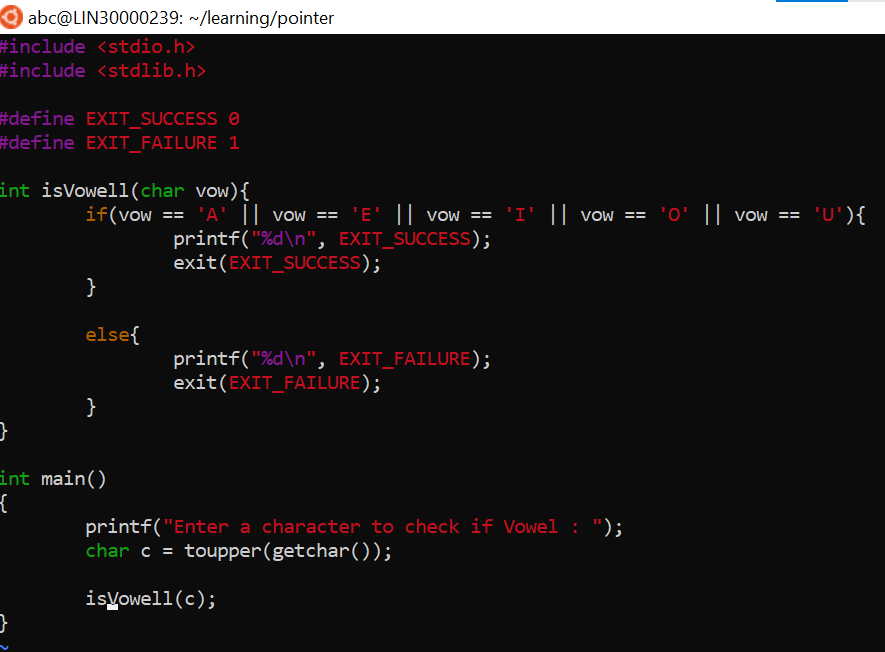 abc@LIN30000239: ~/learning/pointer
#include <stdio.h>
#include <stdlib.h>
#define EXIT_SUCCESS 0
#define EXIT_FAILURE 1
int isVowell(char vow){
if(vow == 'A' || vow == 'E' || vow == 'I' || vow == 'O' || vow == 'U'){
printf("%d\n", EXIT_SUCCESS);
exit(EXIT_SUCCESS);
}
else{
printf("%d\n", EXIT_FAILURE);
exit(EXIT_FAILURE);
}
}
int main()
{
printf("Enter a character to check if Vowel : ");
char c = toupper(getchar());
isVowell(c);
}
~